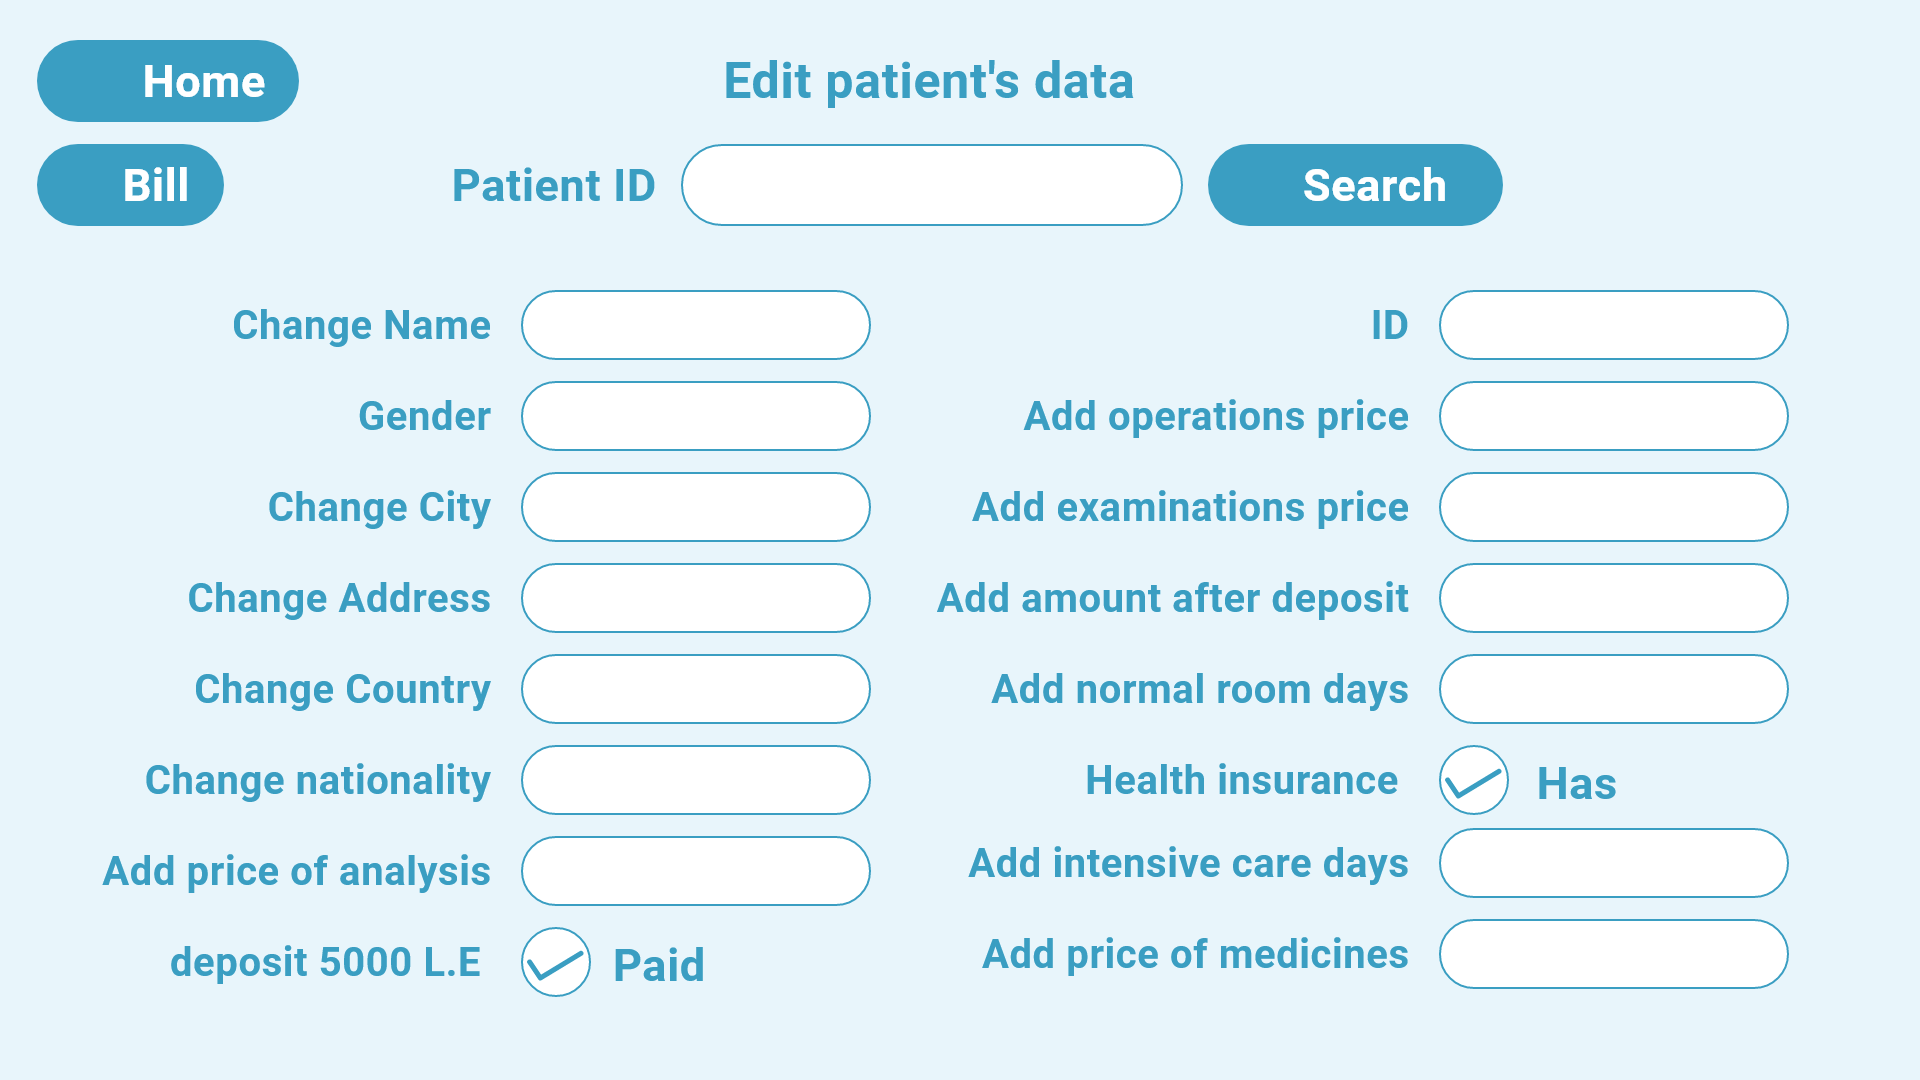 Home
Edit patient's data
Bill
Patient ID
Search
Change Name
Gender
Change City
Change Address
Change Country
Change nationality
Add price of analysis
deposit 5000 L.E
Paid
ID
Add operations price
Add examinations price
Add amount after deposit
Add normal room days
Health insurance
Has
Add intensive care days
Add price of medicines